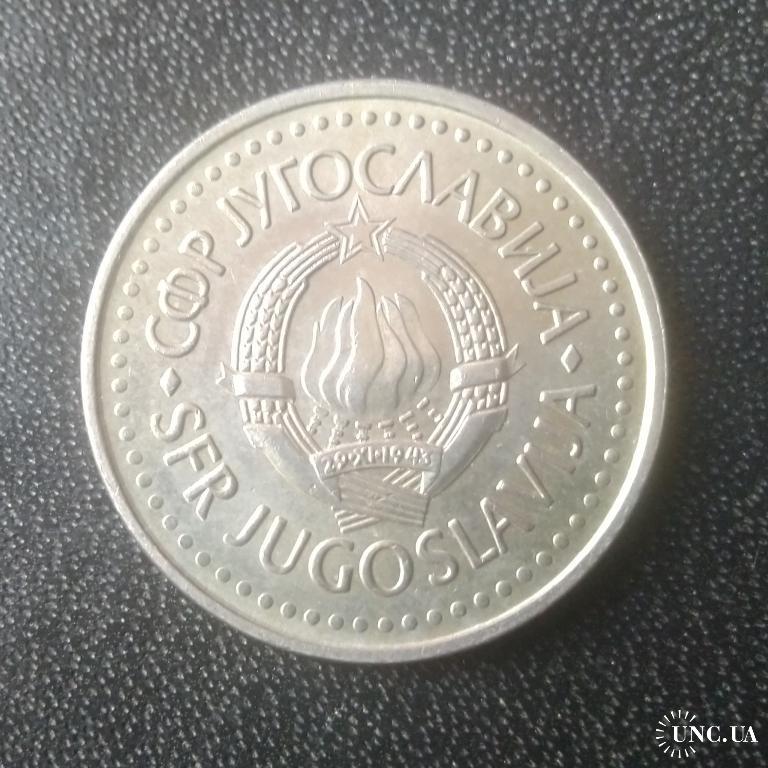 СФР ЈУГОСЛАВИЈА
SFR JUGOSLAVIJA
29·XI·1943
UNC.UA